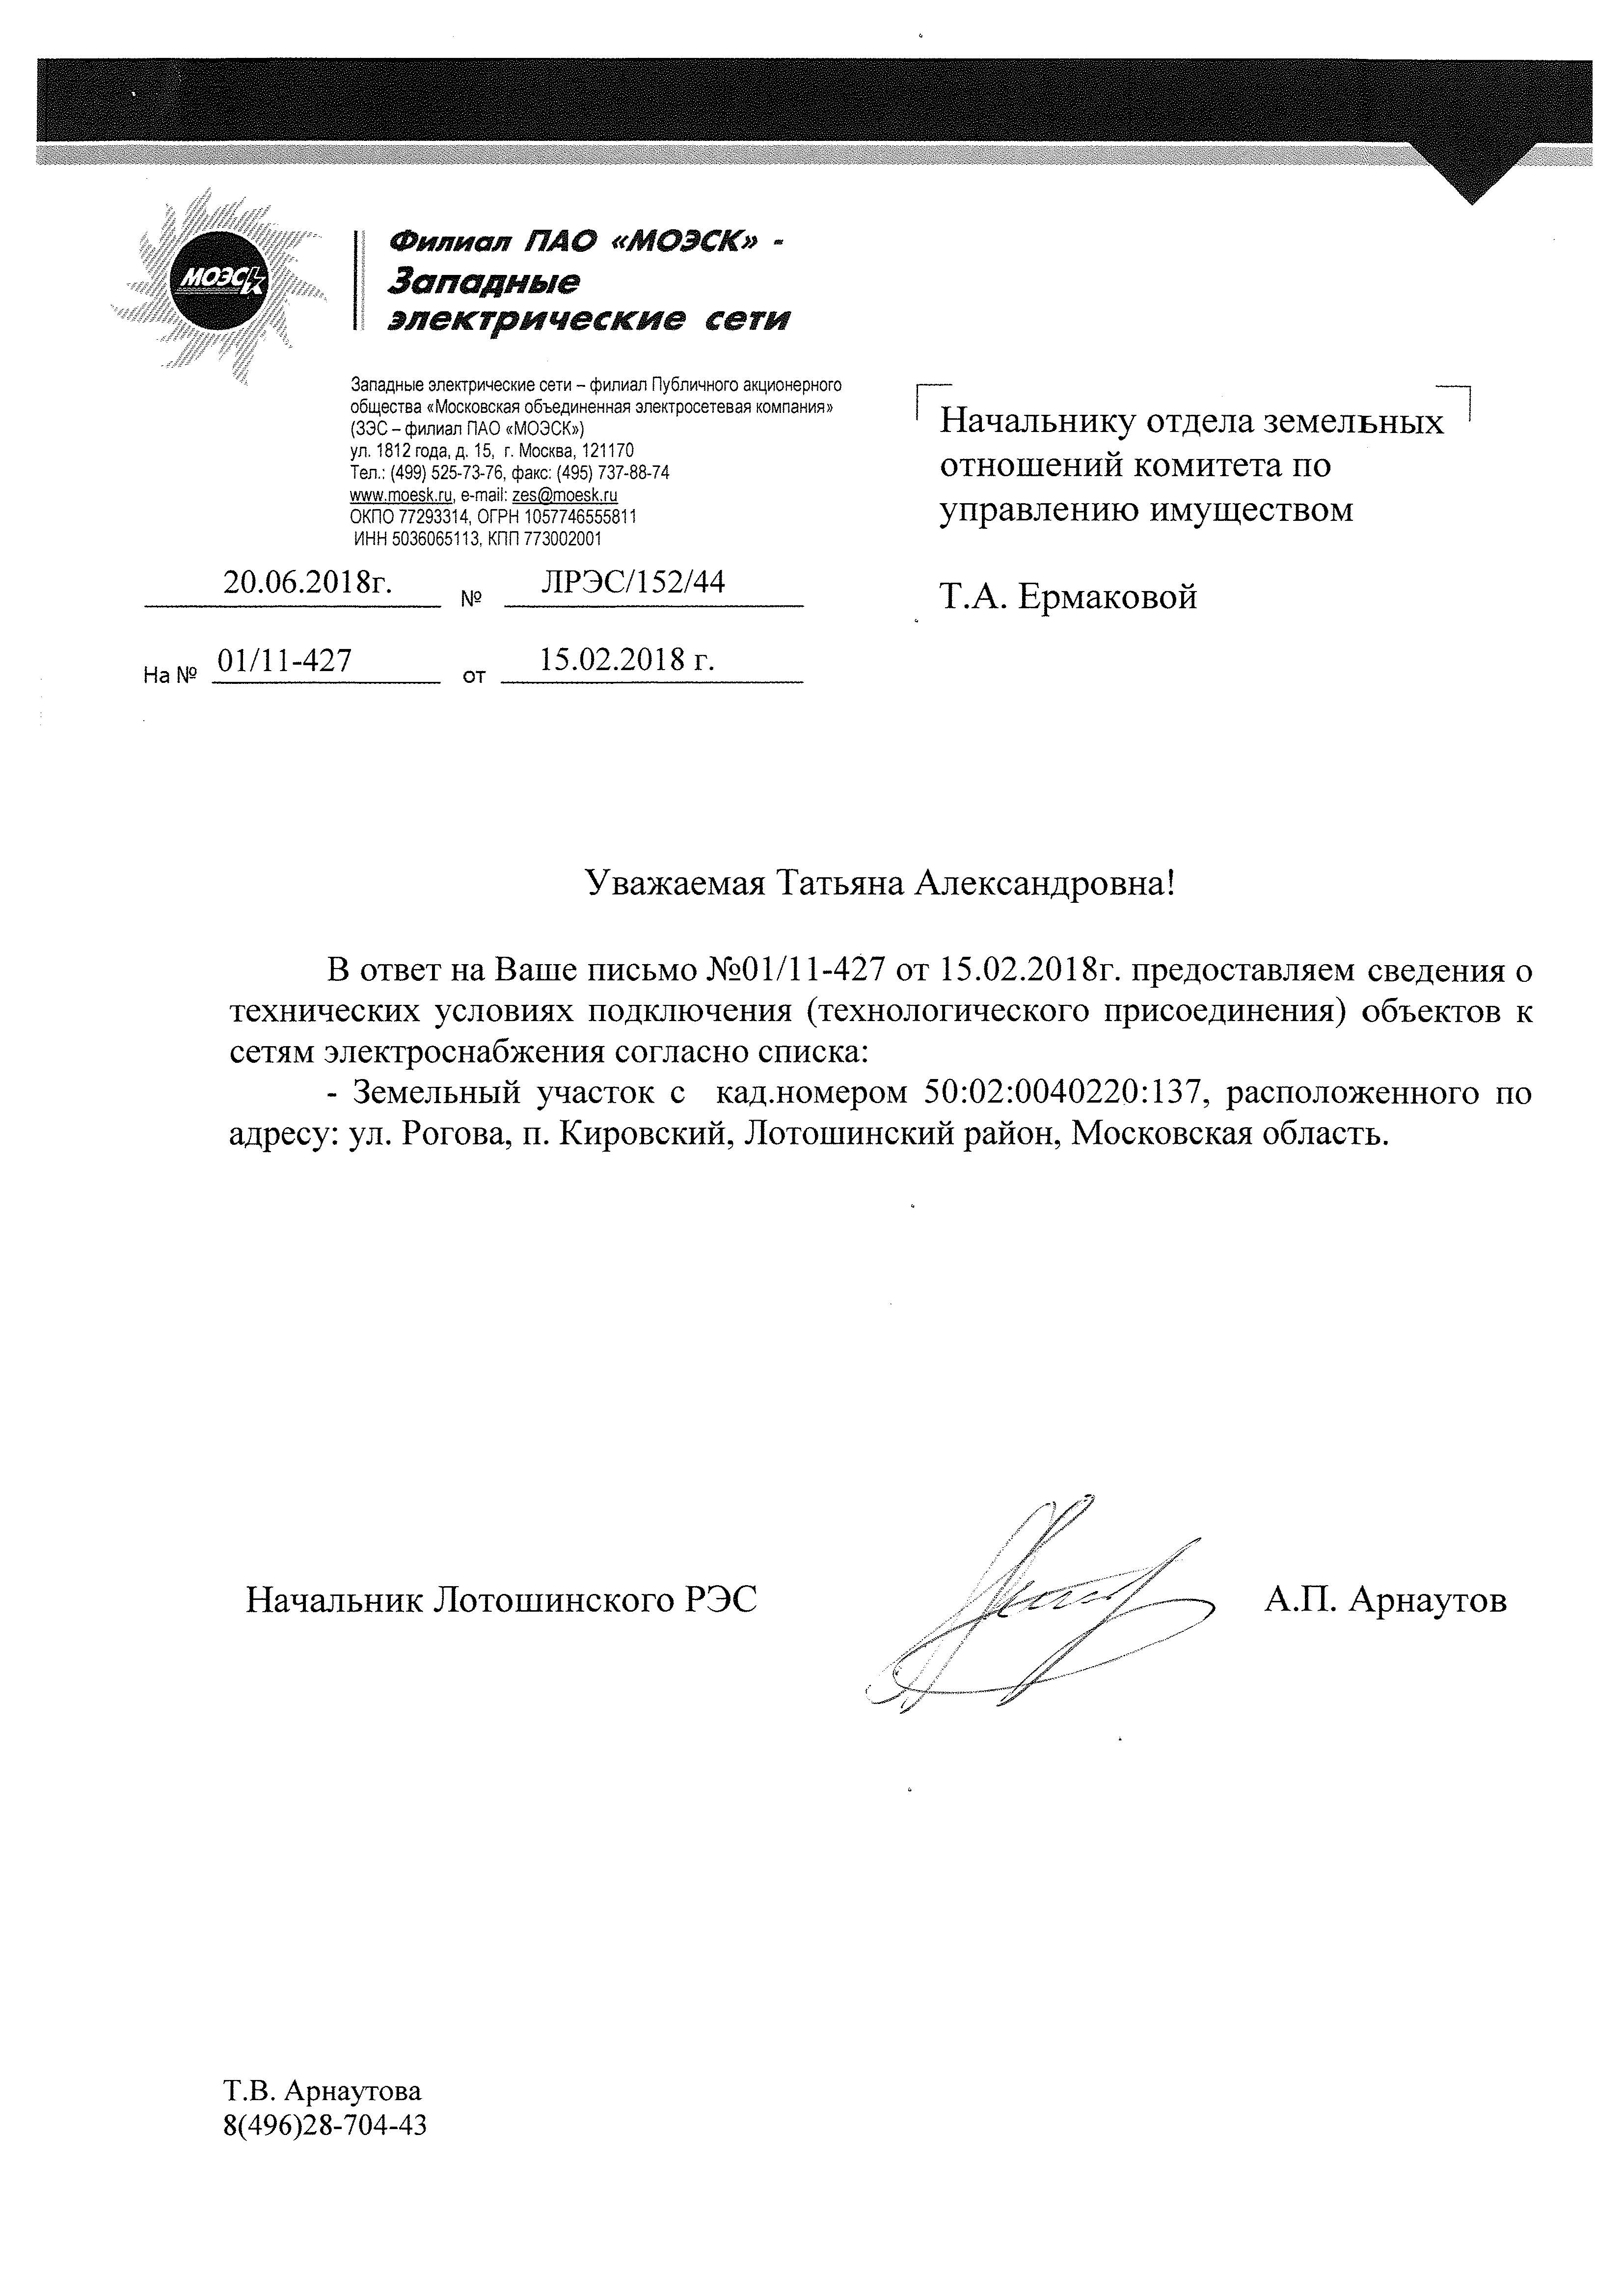 МОЭСК
Филиал ПАО «МОЭСК» -
Западные
электрические сети
Западные электрические сети – филиал Публичного акционерного
общества «Московская объединенная электросетевая компания»
(ЗЭС – филиал ПАО «МОЭСК»)
ул. 1812 года, д. 15, г. Москва, 121170
Тел.: (499) 525-73-76, факс: (495) 737-88-74
www.moesk.ru, e-mail: zes@moesk.ru
ОКПО 77293314, ОГРН 1057746555811
ИНН 5036065113, КПП 773002001
20.06.2018г. № ЛРЭС/152/44
На № 01/11-427 от 15.02.2018 г.
Начальнику отдела земельных
отношений комитета по
управлению имуществом
Т.А. Ермаковой
Уважаемая Татьяна Александровна!
В ответ на Ваше письмо №01/11-427 от 15.02.2018г. предоставляем сведения о
технических условиях подключения (технологического присоединения) объектов к
сетям электроснабжения согласно списка:
- Земельный участок с кад.номером 50:02:0040220:137, расположенного по
адресу: ул. Рогова, п. Кировский, Лотошинский район, Московская область.
Начальник Лотошинского РЭС А.П. Арнаутов
Т.В. Арнаутова
8(496)28-704-43